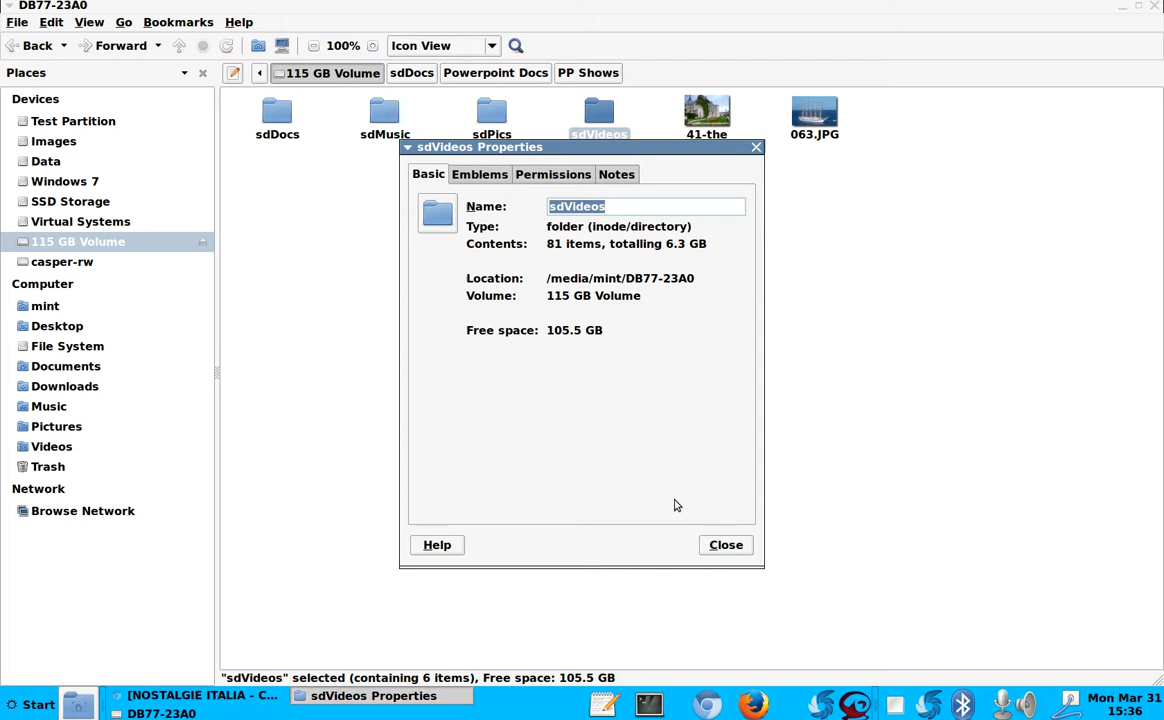 DB77-23A0
File Edit View Go Bookmarks Help
Back Forward 100% Icon View
Places 115 GB Volume sdDocs Powerpoint Docs PP Shows
Devices
Test Partition
Images
Data
Windows 7
SSD Storage
Virtual Systems
115 GB Volume
casper-rw
Computer
mint
Desktop
File System
Documents
Downloads
Music
Pictures
Videos
Trash
Network
Browse Network
sdDocs sdMusic sdPics sdVideos 41-the 063.JPG
sdVideos Properties
Basic Emblems Permissions Notes
Name: sdVideos
Type: folder (inode/directory)
Contents: 81 items, totalling 6.3 GB
Location: /media/mint/DB77-23A0
Volume: 115 GB Volume
Free space: 105.5 GB
Help Close
"sdVideos" selected (containing 6 items), Free space: 105.5 GB
Start [NOSTALGIE ITALIA - C... sdVideos Properties Mon Mar 31
DB77-23A0 15:36